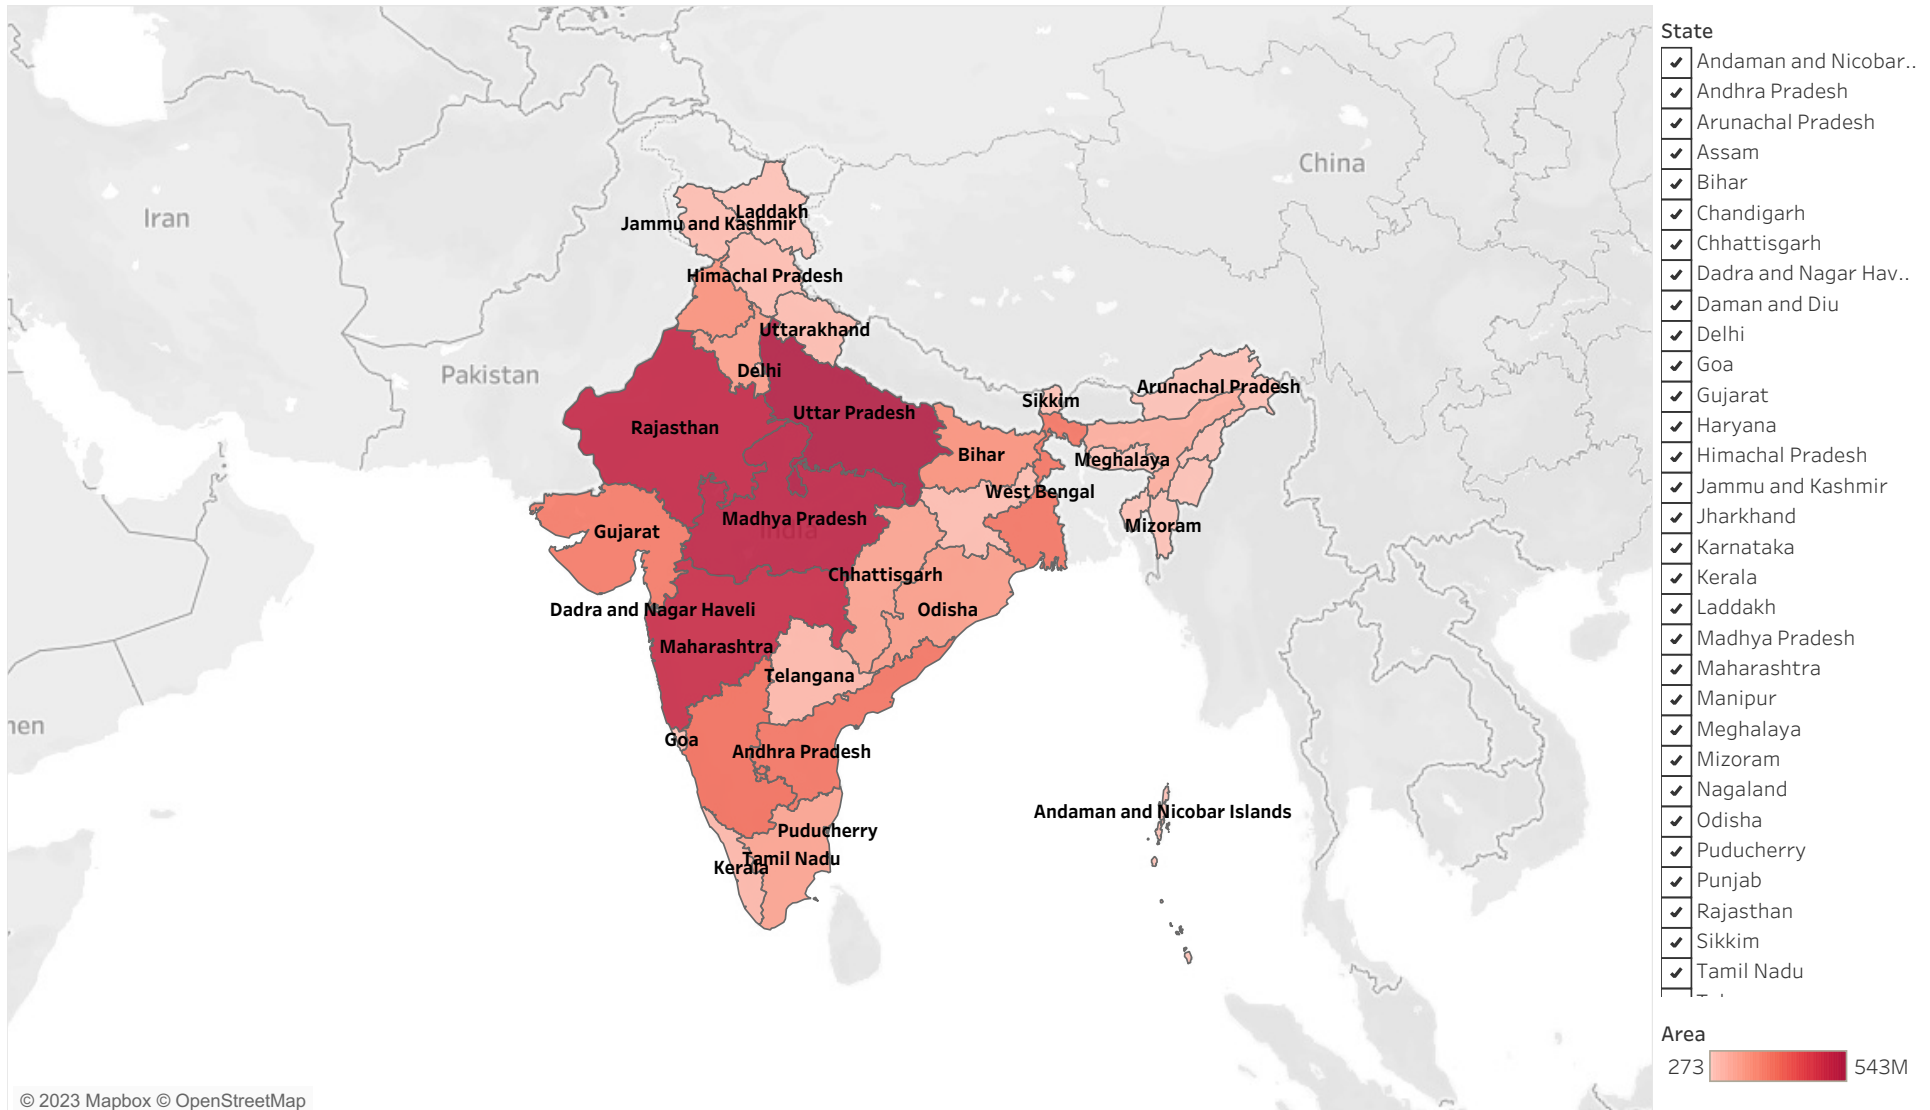 Iran
China
Pakistan
India
Laddakh
Jammu and Kashmir
Himachal Pradesh
Uttarakhand
Delhi
Uttar Pradesh
Rajasthan
Sikkim
Arunachal Pradesh
Bihar
Meghalaya
West Bengal
Mizoram
Madhya Pradesh
Gujarat
Chhattisgarh
Dadra and Nagar Haveli
Odisha
Maharashtra
Telangana
Goa
Andhra Pradesh
Andaman and Nicobar Islands
Puducherry
Tamil Nadu
Kerala
© 2023 Mapbox © OpenStreetMap
State
Andaman and Nicobar..
Andhra Pradesh
Arunachal Pradesh
Assam
Bihar
Chandigarh
Chhattisgarh
Dadra and Nagar Hav..
Daman and Diu
Delhi
Goa
Gujarat
Haryana
Himachal Pradesh
Jammu and Kashmir
Jharkhand
Karnataka
Kerala
Laddakh
Madhya Pradesh
Maharashtra
Manipur
Meghalaya
Mizoram
Nagaland
Odisha
Puducherry
Punjab
Rajasthan
Sikkim
Tamil Nadu
Area
273 543M